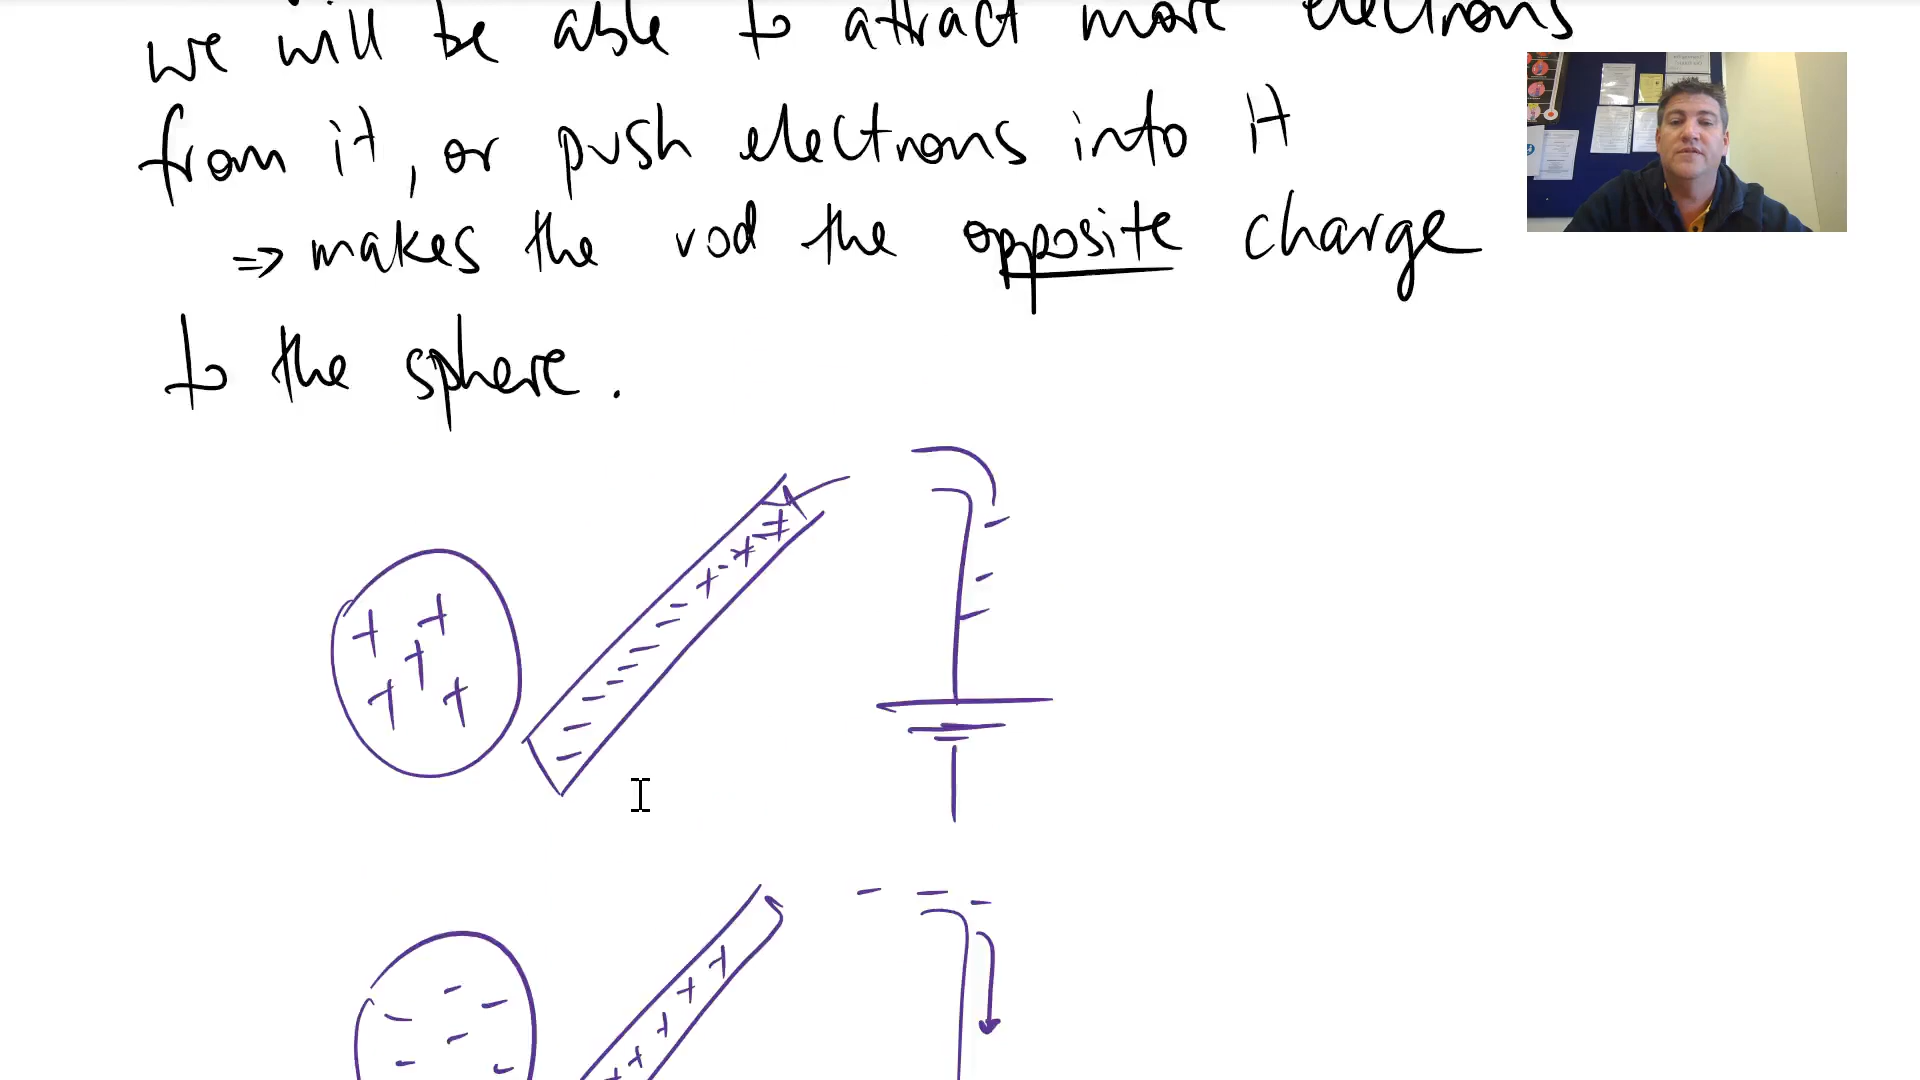 we will be able to attract more electrons
from it, or push electrons into it
=> makes the rod the opposite charge
to the sphere.